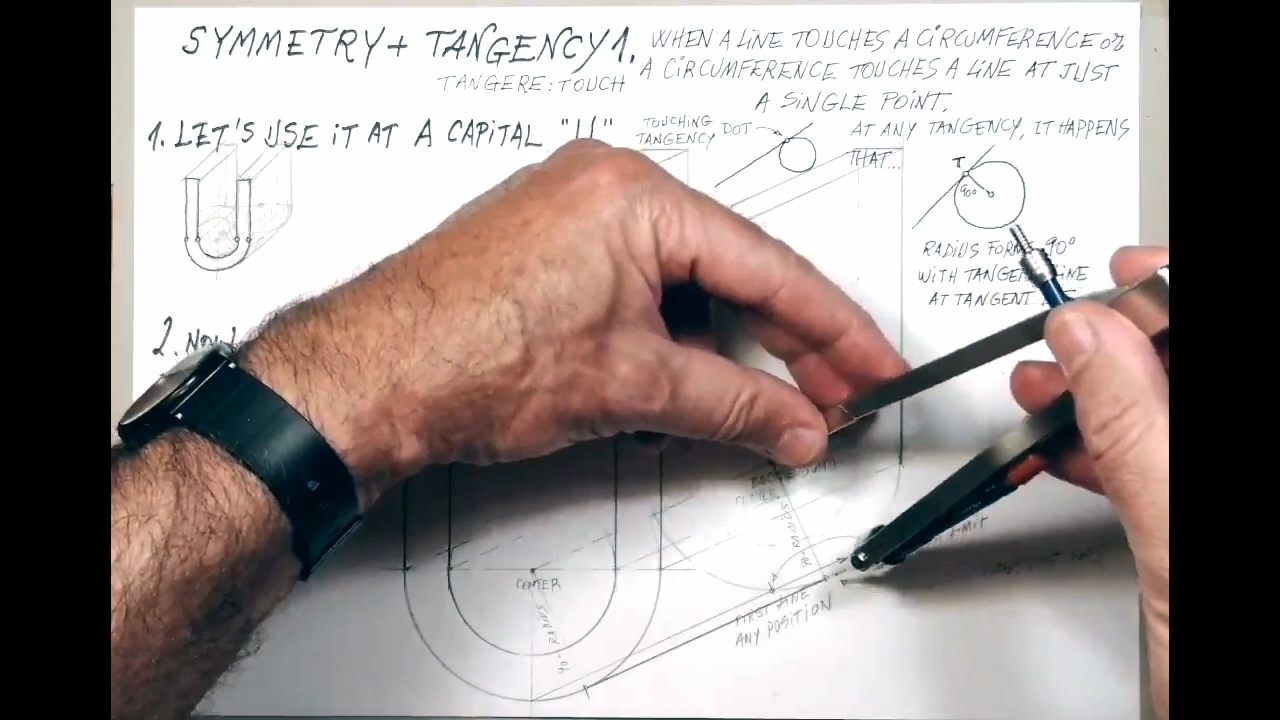 SYMMETRY + TANGENCY 1.
TANGERE: TOUCH
WHEN A LINE TOUCHES A CIRCUMFERENCE or
A CIRCUMFERENCE TOUCHES A LINE AT JUST
A SINGLE POINT.
1. LET'S USE IT AT A CAPITAL "U"
TOUCHING
TANGENCY DOT
AT ANY TANGENCY, IT HAPPENS
THAT...
T
90°
RADIUS FORMS 90°
WITH TANGENT LINE
AT TANGENT
2.
CENTER
RADIUS
90°
RADIUS
FIRST LINE
ANY POSITION